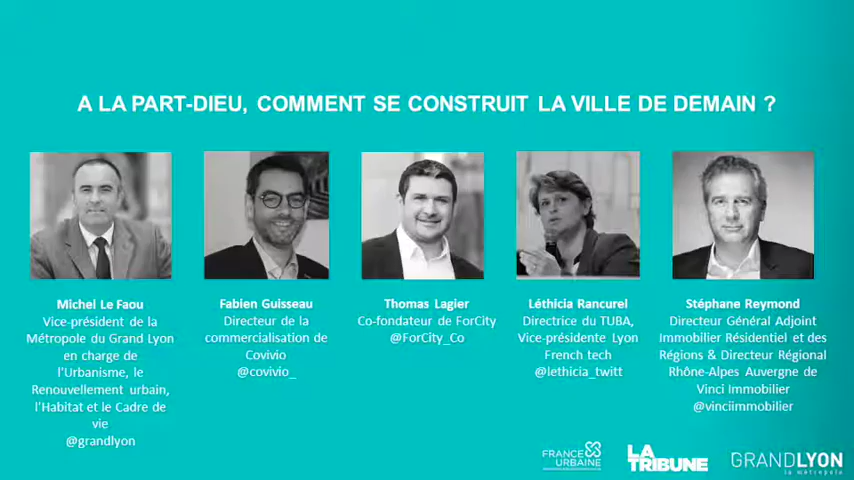 A LA PART-DIEU, COMMENT SE CONSTRUIT LA VILLE DE DEMAIN ?
Michel Le Faou
Vice-président de la
Métropole du Grand Lyon
en charge de
l'Urbanisme, le
Renouvellement urbain,
l'Habitat et le Cadre de
vie
@grandlyon
Fabien Guisseau
Directeur de la
commercialisation de
Covivio
@covivio_
Thomas Lagier
Co-fondateur de ForCity
@ForCity_Co
Léthicia Rancurel
Directrice du TUBA,
Vice-présidente Lyon
French tech
@lethicia_twitt
Stéphane Reymond
Directeur Général Adjoint
Immobilier Résidentiel et des
Régions & Directeur Régional
Rhône-Alpes Auvergne de
Vinci Immobilier
@vinciimmobilier
FRANCE
URBAINE
LA
TRIBUNE
GRANDLYON
la métropole